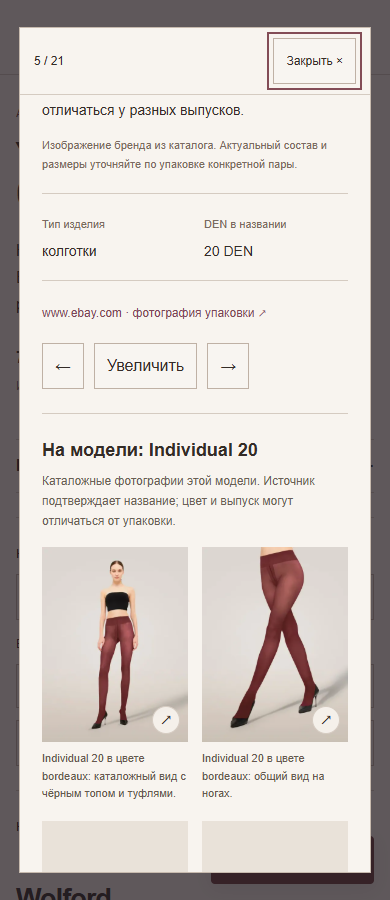 5 / 21
Закрыть ×
отличаться у разных выпусков.
Изображение бренда из каталога. Актуальный состав и
размеры уточняйте по упаковке конкретной пары.
Тип изделия
DEN в названии
колготки
20 DEN
www.ebay.com · фотография упаковки ↗
←
Увеличить
→
На модели: Individual 20
Каталожные фотографии этой модели. Источник
подтверждает название; цвет и выпуск могут
отличаться от упаковки.
↗
↗
Individual 20 в цвете
bordeaux: каталожный вид с
чёрным топом и туфлями.
Individual 20 в цвете
bordeaux: общий вид на
ногах.
Wolford